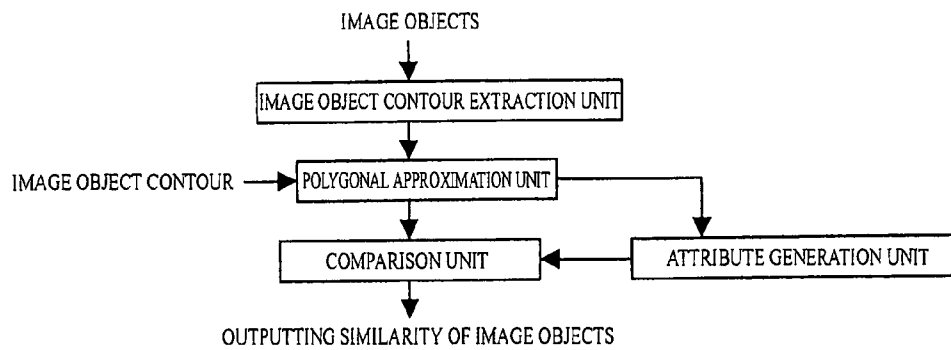 IMAGE OBJECTS
IMAGE OBJECT CONTOUR EXTRACTION UNIT
IMAGE OBJECT CONTOUR
POLYGONAL APPROXIMATION UNIT
COMPARISON UNIT
ATTRIBUTE GENERATION UNIT
OUTPUTTING SIMILARITY OF IMAGE OBJECTS